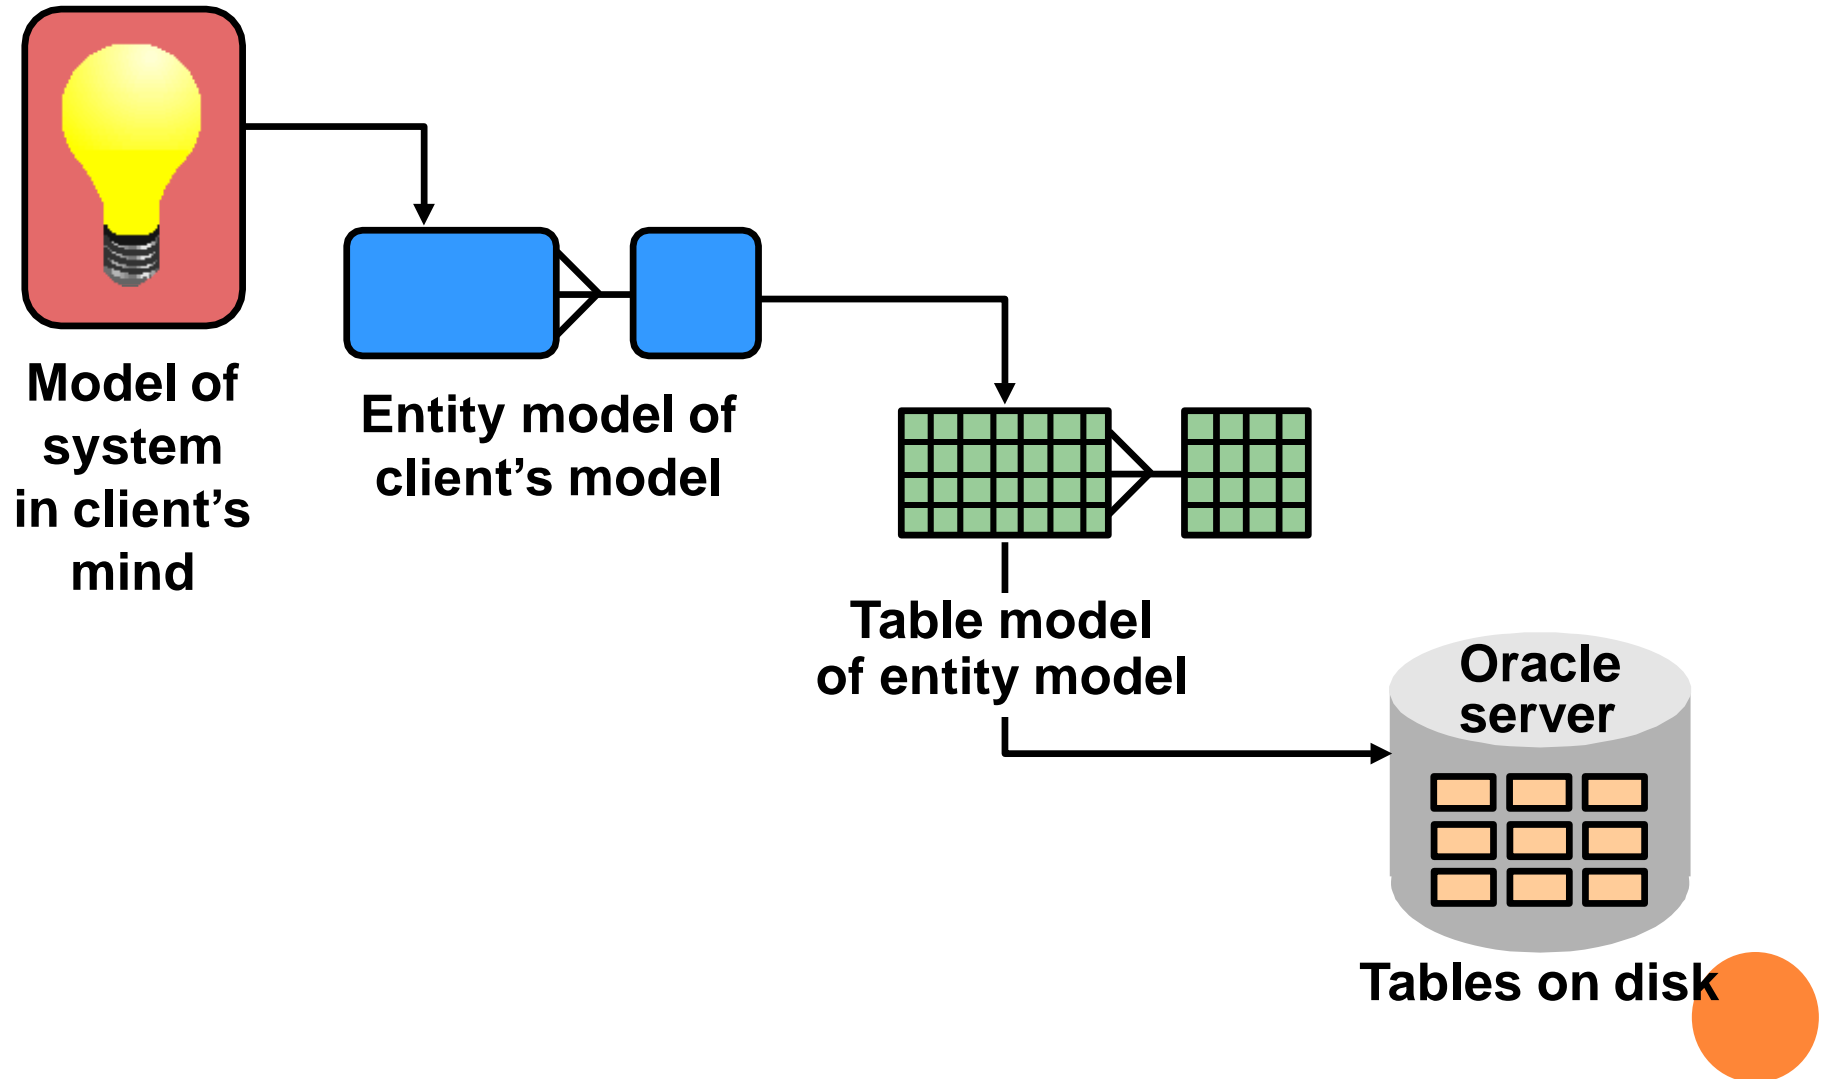 Model of
system
in client’s
mind
Entity model of
client’s model
Table model
of entity model
Oracle
server
Tables on disk